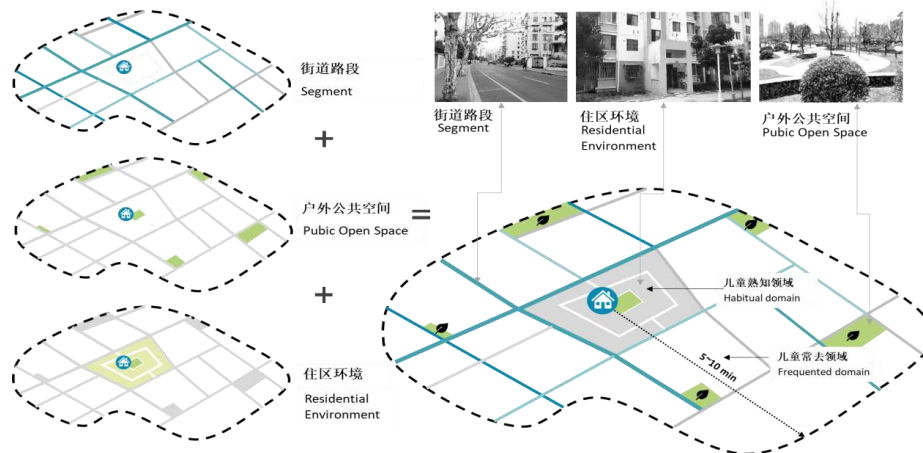 街道路段
Segment
+
户外公共空间
Pubic Open Space
=
+
住区环境
Residential
Environment
街道路段
Segment
住区环境
Residential
Environment
户外公共空间
Pubic Open Space
儿童熟知领域
Habitual domain
儿童常去领域
Frequented domain
5~10 min